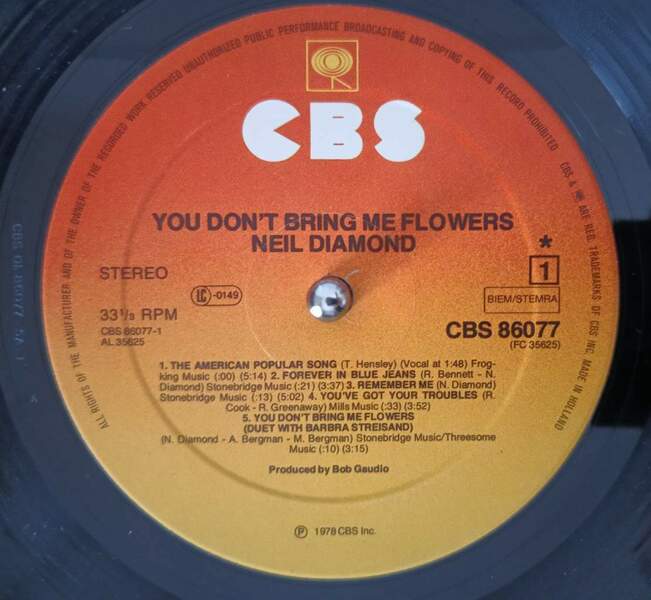 ALL RIGHTS OF THE MANUFACTURER AND OF THE OWNER OF THE RECORDED WORK RESERVED UNAUTHORIZED PUBLIC PERFORMANCE BROADCASTING AND COPYING OF THIS RECORD PROHIBITED
CBS & ARE REG. TRADEMARKS OF CBS INC. MADE IN HOLLAND
CBS
YOU DON'T BRING ME FLOWERS
NEIL DIAMOND
STEREO
LC-0149
*
1
33⅓ RPM
BIEM/STEMRA
CBS 86077-1
AL 35625
CBS 86077
(FC 35625)
1. THE AMERICAN POPULAR SONG (T. Hensley) (Vocal at 1:48) Frog-
king Music (:00) (5:14) 2. FOREVER IN BLUE JEANS (R. Bennett - N.
Diamond) Stonebridge Music (:21) (3:37) 3. REMEMBER ME (N. Diamond)
Stonebridge Music (:13) (5:02) 4. YOU'VE GOT YOUR TROUBLES (R.
Cook - R. Greenaway) Mills Music (:33) (3:52)
5. YOU DON'T BRING ME FLOWERS
(DUET WITH BARBRA STREISAND)
(N. Diamond - A. Bergman - M. Bergman) Stonebridge Music/Threesome
Music (:10) (3:15)
Produced by Bob Gaudio
℗ 1978 CBS Inc.